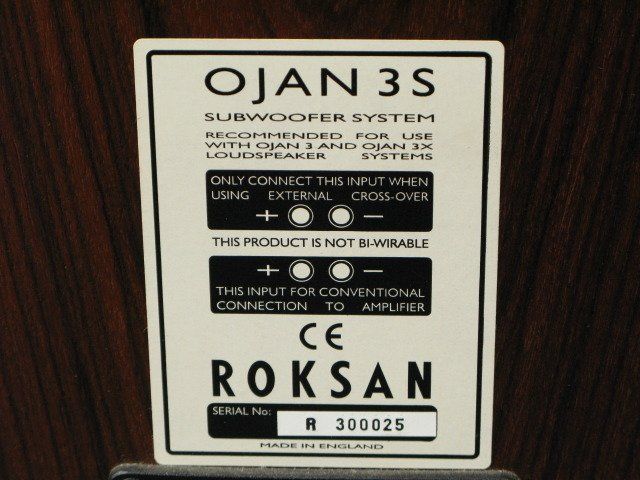 OJAN 3S
SUBWOOFER SYSTEM
RECOMMENDED FOR USE
WITH OJAN 3 AND OJAN 3X
LOUDSPEAKER SYSTEMS
ONLY CONNECT THIS INPUT WHEN
USING EXTERNAL CROSS-OVER
+ −
THIS PRODUCT IS NOT BI-WIRABLE
+ −
THIS INPUT FOR CONVENTIONAL
CONNECTION TO AMPLIFIER
CE
ROKSAN
SERIAL No: R 300025
MADE IN ENGLAND